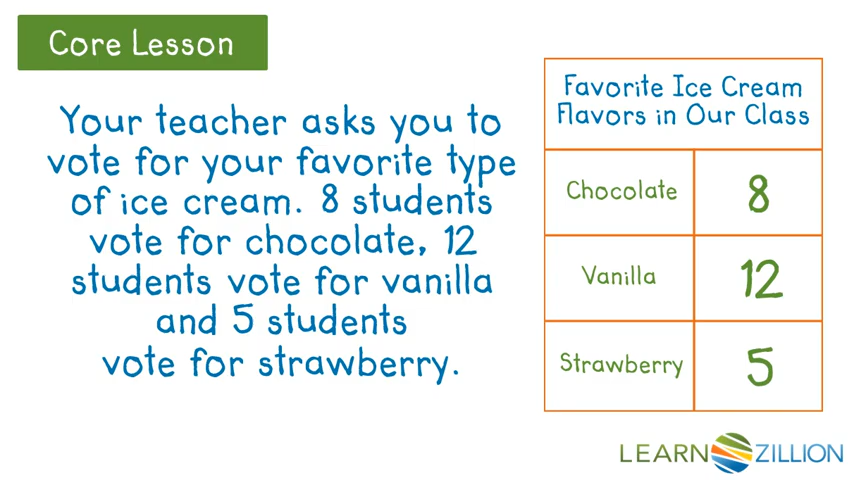 Core Lesson
Your teacher asks you to
vote for your favorite type
of ice cream. 8 students
vote for chocolate, 12
students vote for vanilla
and 5 students
vote for strawberry.
Favorite Ice Cream
Flavors in Our Class
Chocolate 8
Vanilla 12
Strawberry 5
LEARN ZILLION